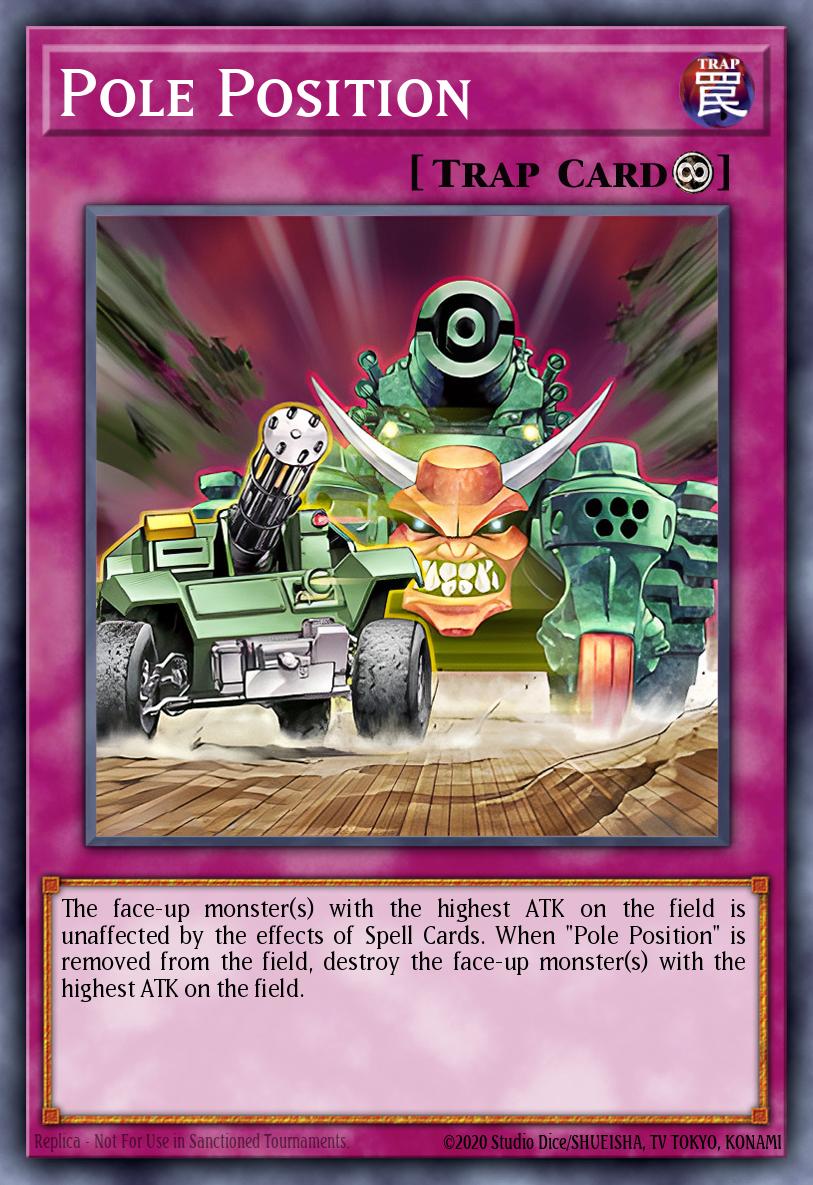 POLE POSITION
TRAP
罠
[TRAP CARD]
The face-up monster(s) with the highest ATK on the field is
unaffected by the effects of Spell Cards. When "Pole Position" is
removed from the field, destroy the face-up monster(s) with the
highest ATK on the field.
Replica - Not For Use in Sanctioned Tournaments.
©2020 Studio Dice/SHUEISHA, TV TOKYO, KONAMI